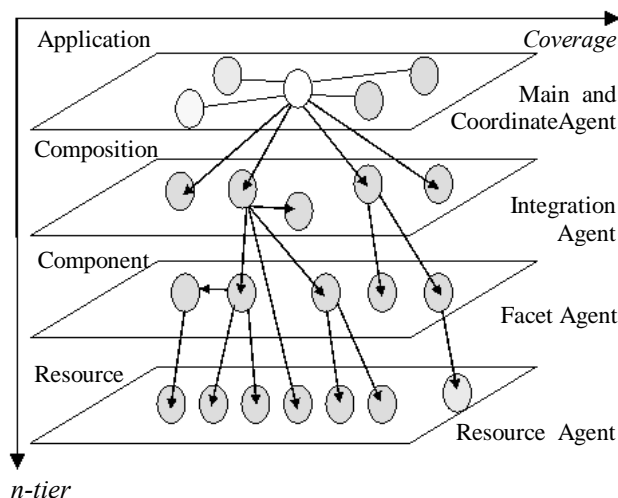 Application
Coverage
Main and
CoordinateAgent
Composition
Integration
Agent
Component
Facet Agent
Resource
Resource Agent
n-tier